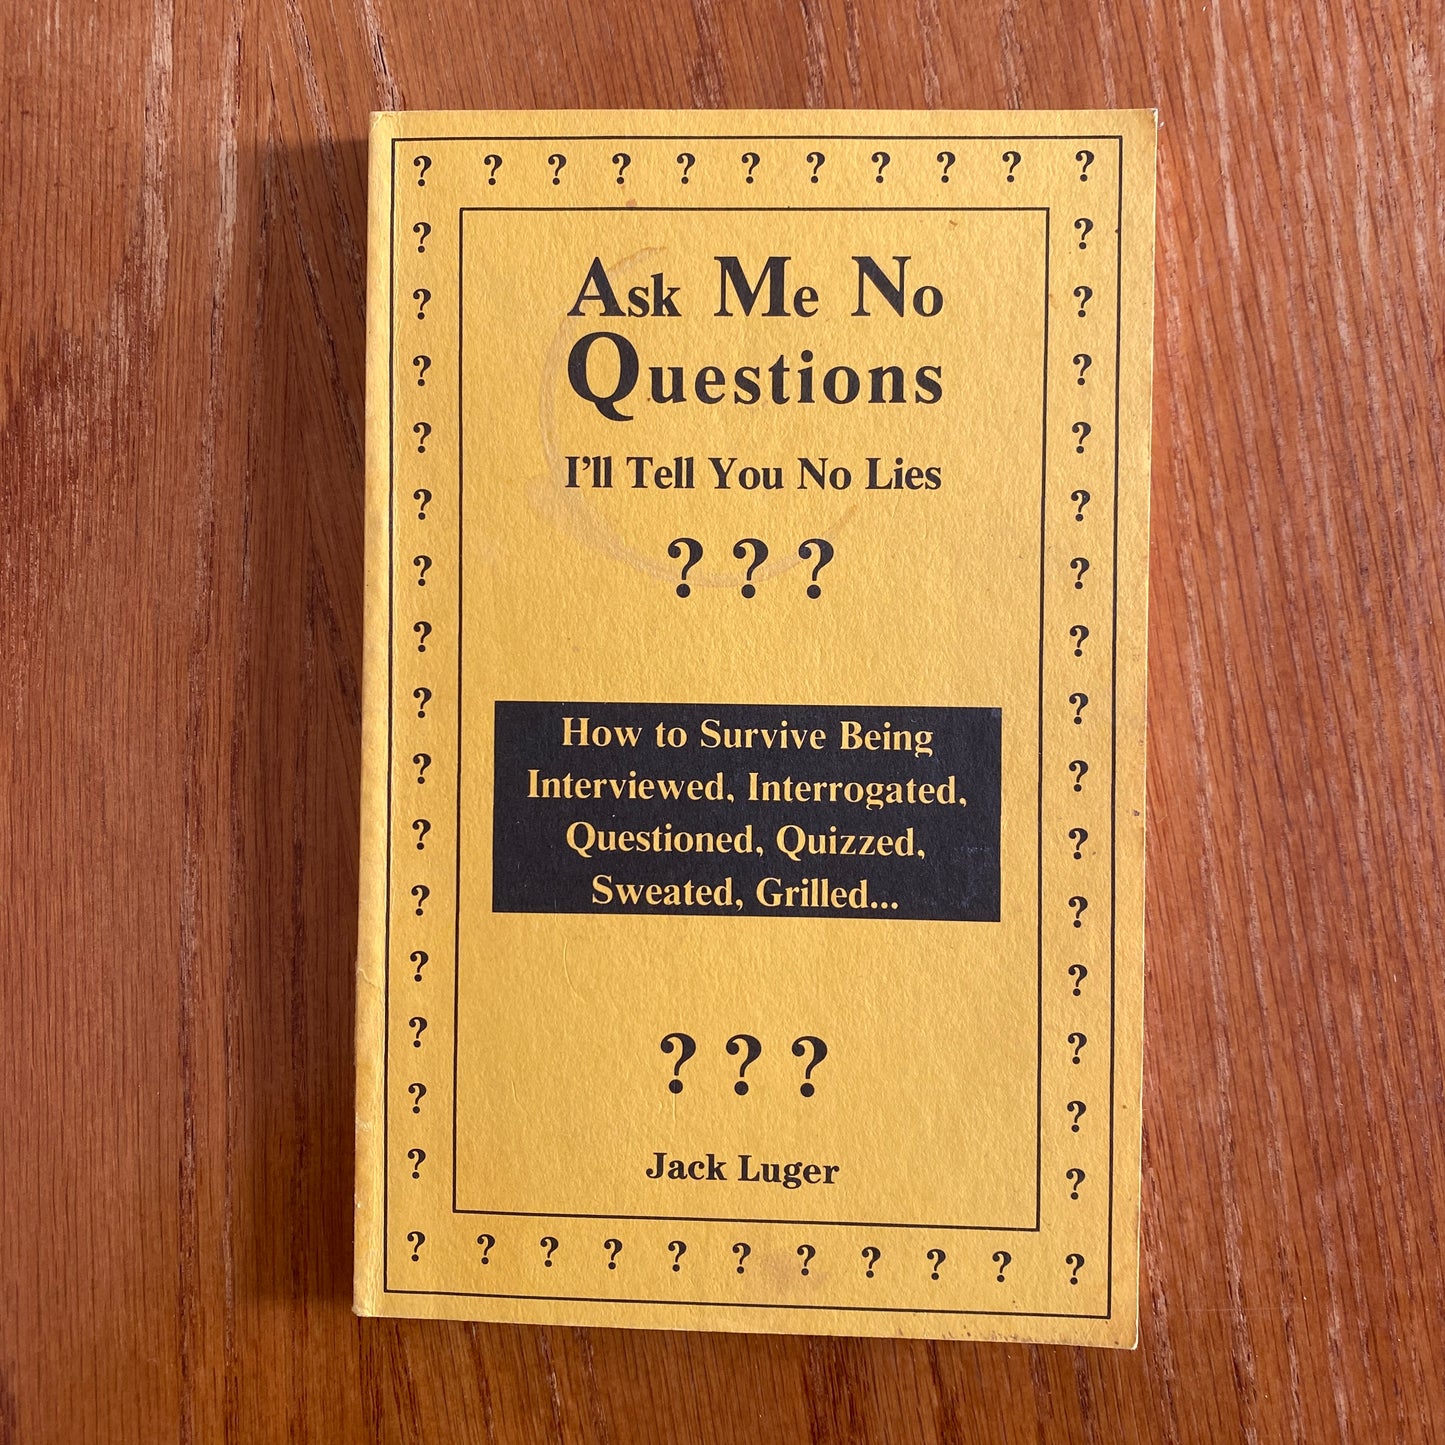 Ask Me No
Questions
I'll Tell You No Lies
? ? ?
How to Survive Being
Interviewed, Interrogated,
Questioned, Quizzed,
Sweated, Grilled...
? ? ?
Jack Luger